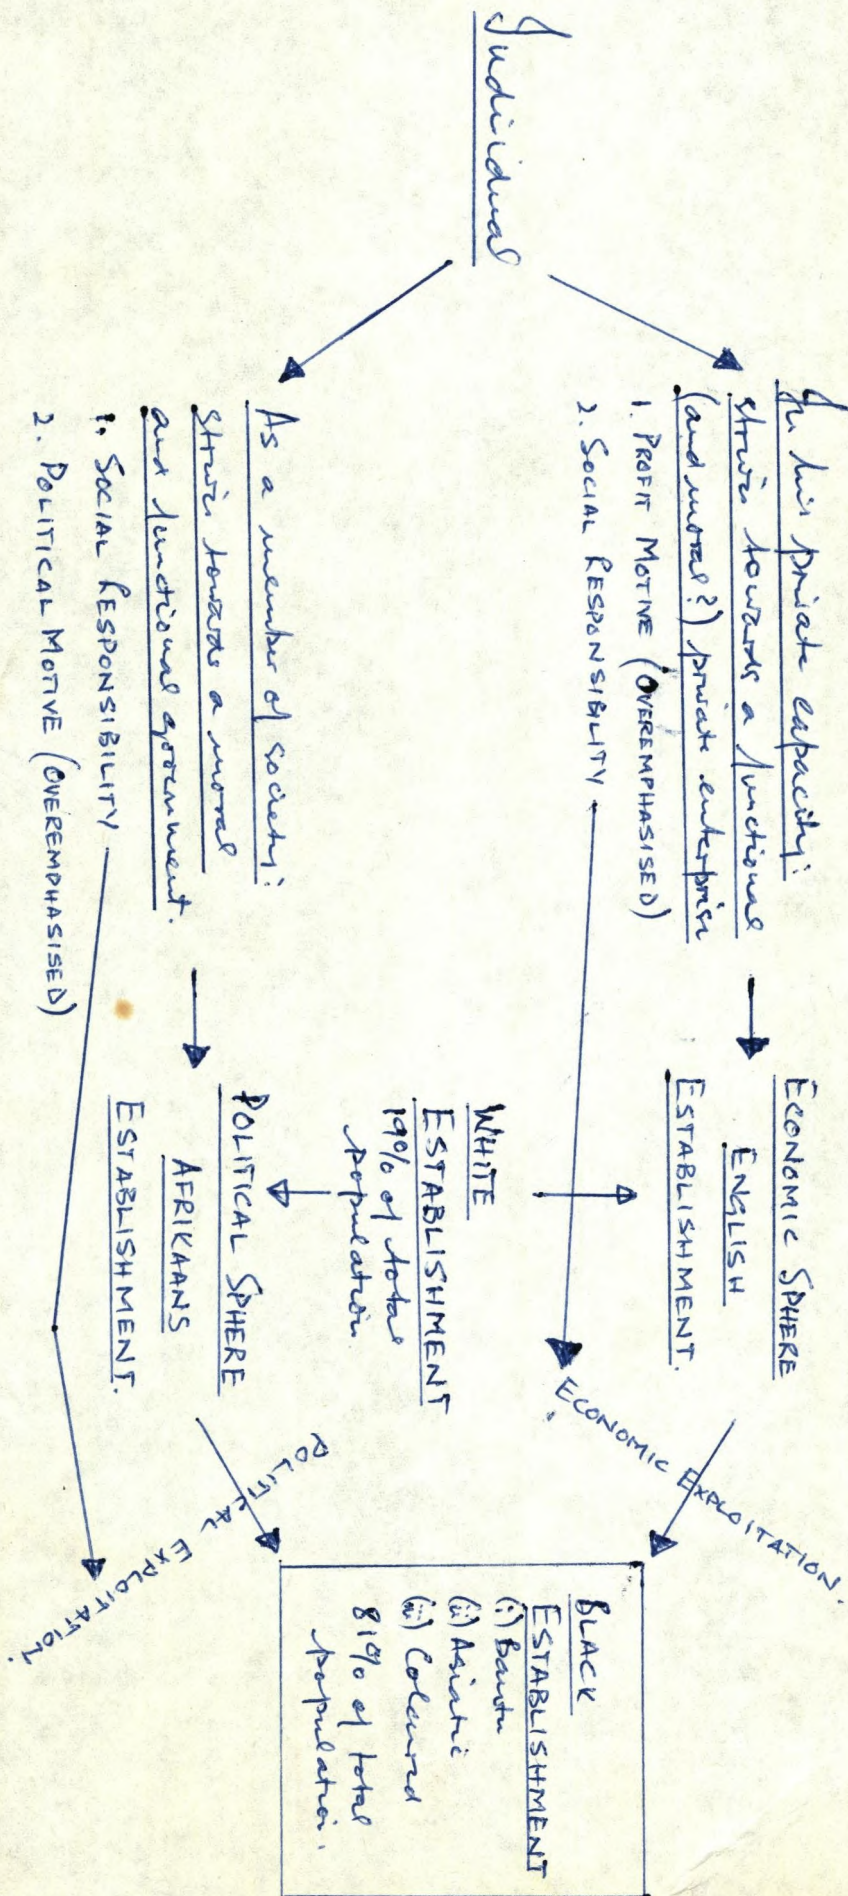 Individual
In his private capacity:
strives towards a functional
(and moral?) private enterprise
1. PROFIT MOTIVE (OVEREMPHASISED)
2. SOCIAL RESPONSIBILITY
As a member of society:
strives towards a moral
and functional government.
1. SOCIAL RESPONSIBILITY
2. POLITICAL MOTIVE (OVEREMPHASISED)
ECONOMIC SPHERE
ENGLISH
ESTABLISHMENT.
WHITE
ESTABLISHMENT
19% of total
population.
POLITICAL SPHERE
AFRIKAANS
ESTABLISHMENT.
ECONOMIC EXPLOITATION.
POLITICAL EXPLOITATION.
BLACK
ESTABLISHMENT
(i) Bantu
(ii) Asiatic
(iii) Coloured
81% of total
population.